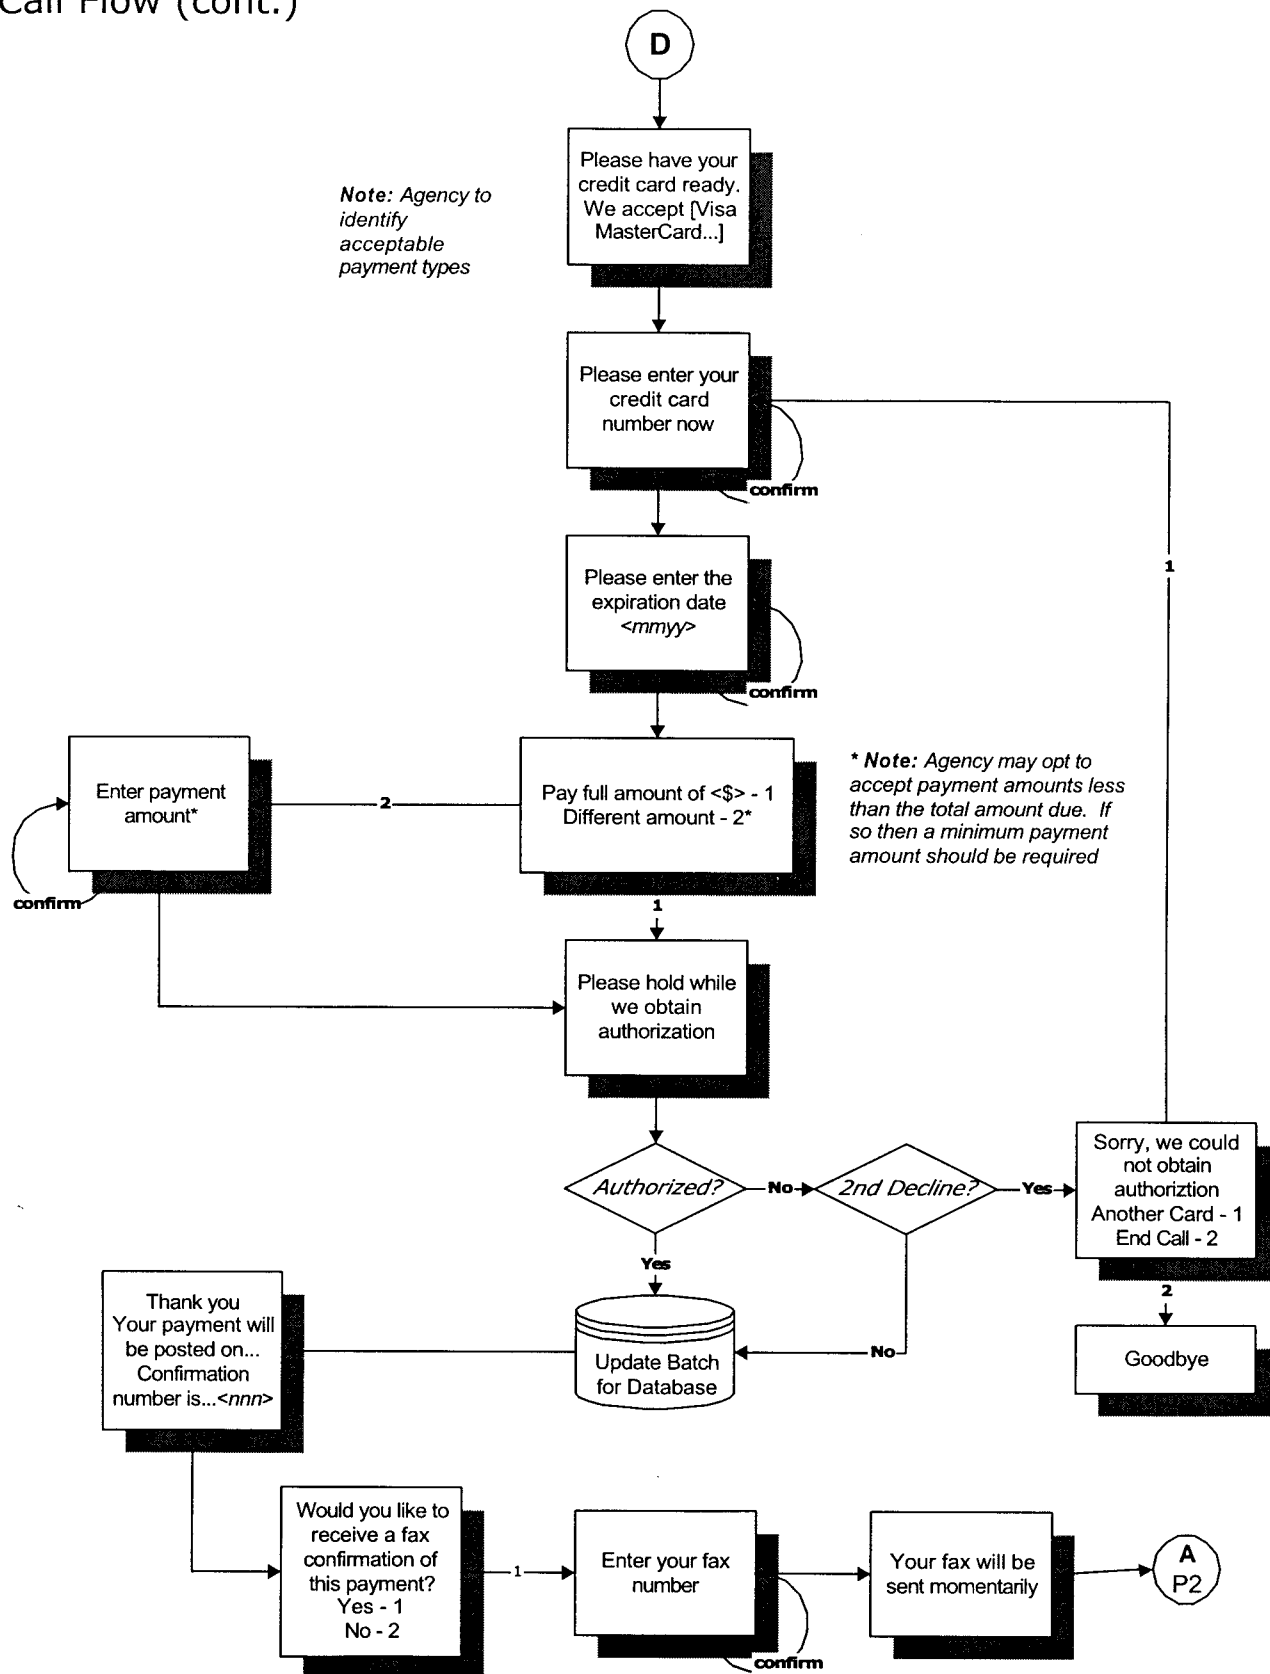 Call Flow (cont.)
D
Please have your
credit card ready.
We accept [Visa
MasterCard...]
Note: Agency to
identify
acceptable
payment types
Please enter your
credit card
number now
confirm
1
Please enter the
expiration date
<mmyy>
confirm
Enter payment
amount*
confirm
2
Pay full amount of <$> - 1
Different amount - 2*
* Note: Agency may opt to
accept payment amounts less
than the total amount due. If
so then a minimum payment
amount should be required
1
Please hold while
we obtain
authorization
Authorized?
No
2nd Decline?
Yes
Sorry, we could
not obtain
authoriztion
Another Card - 1
End Call - 2
Yes
2
Goodbye
No
Update Batch
for Database
Thank you
Your payment will
be posted on...
Confirmation
number is...<nnn>
Would you like to
receive a fax
confirmation of
this payment?
Yes - 1
No - 2
1
Enter your fax
number
confirm
Your fax will be
sent momentarily
A
P2